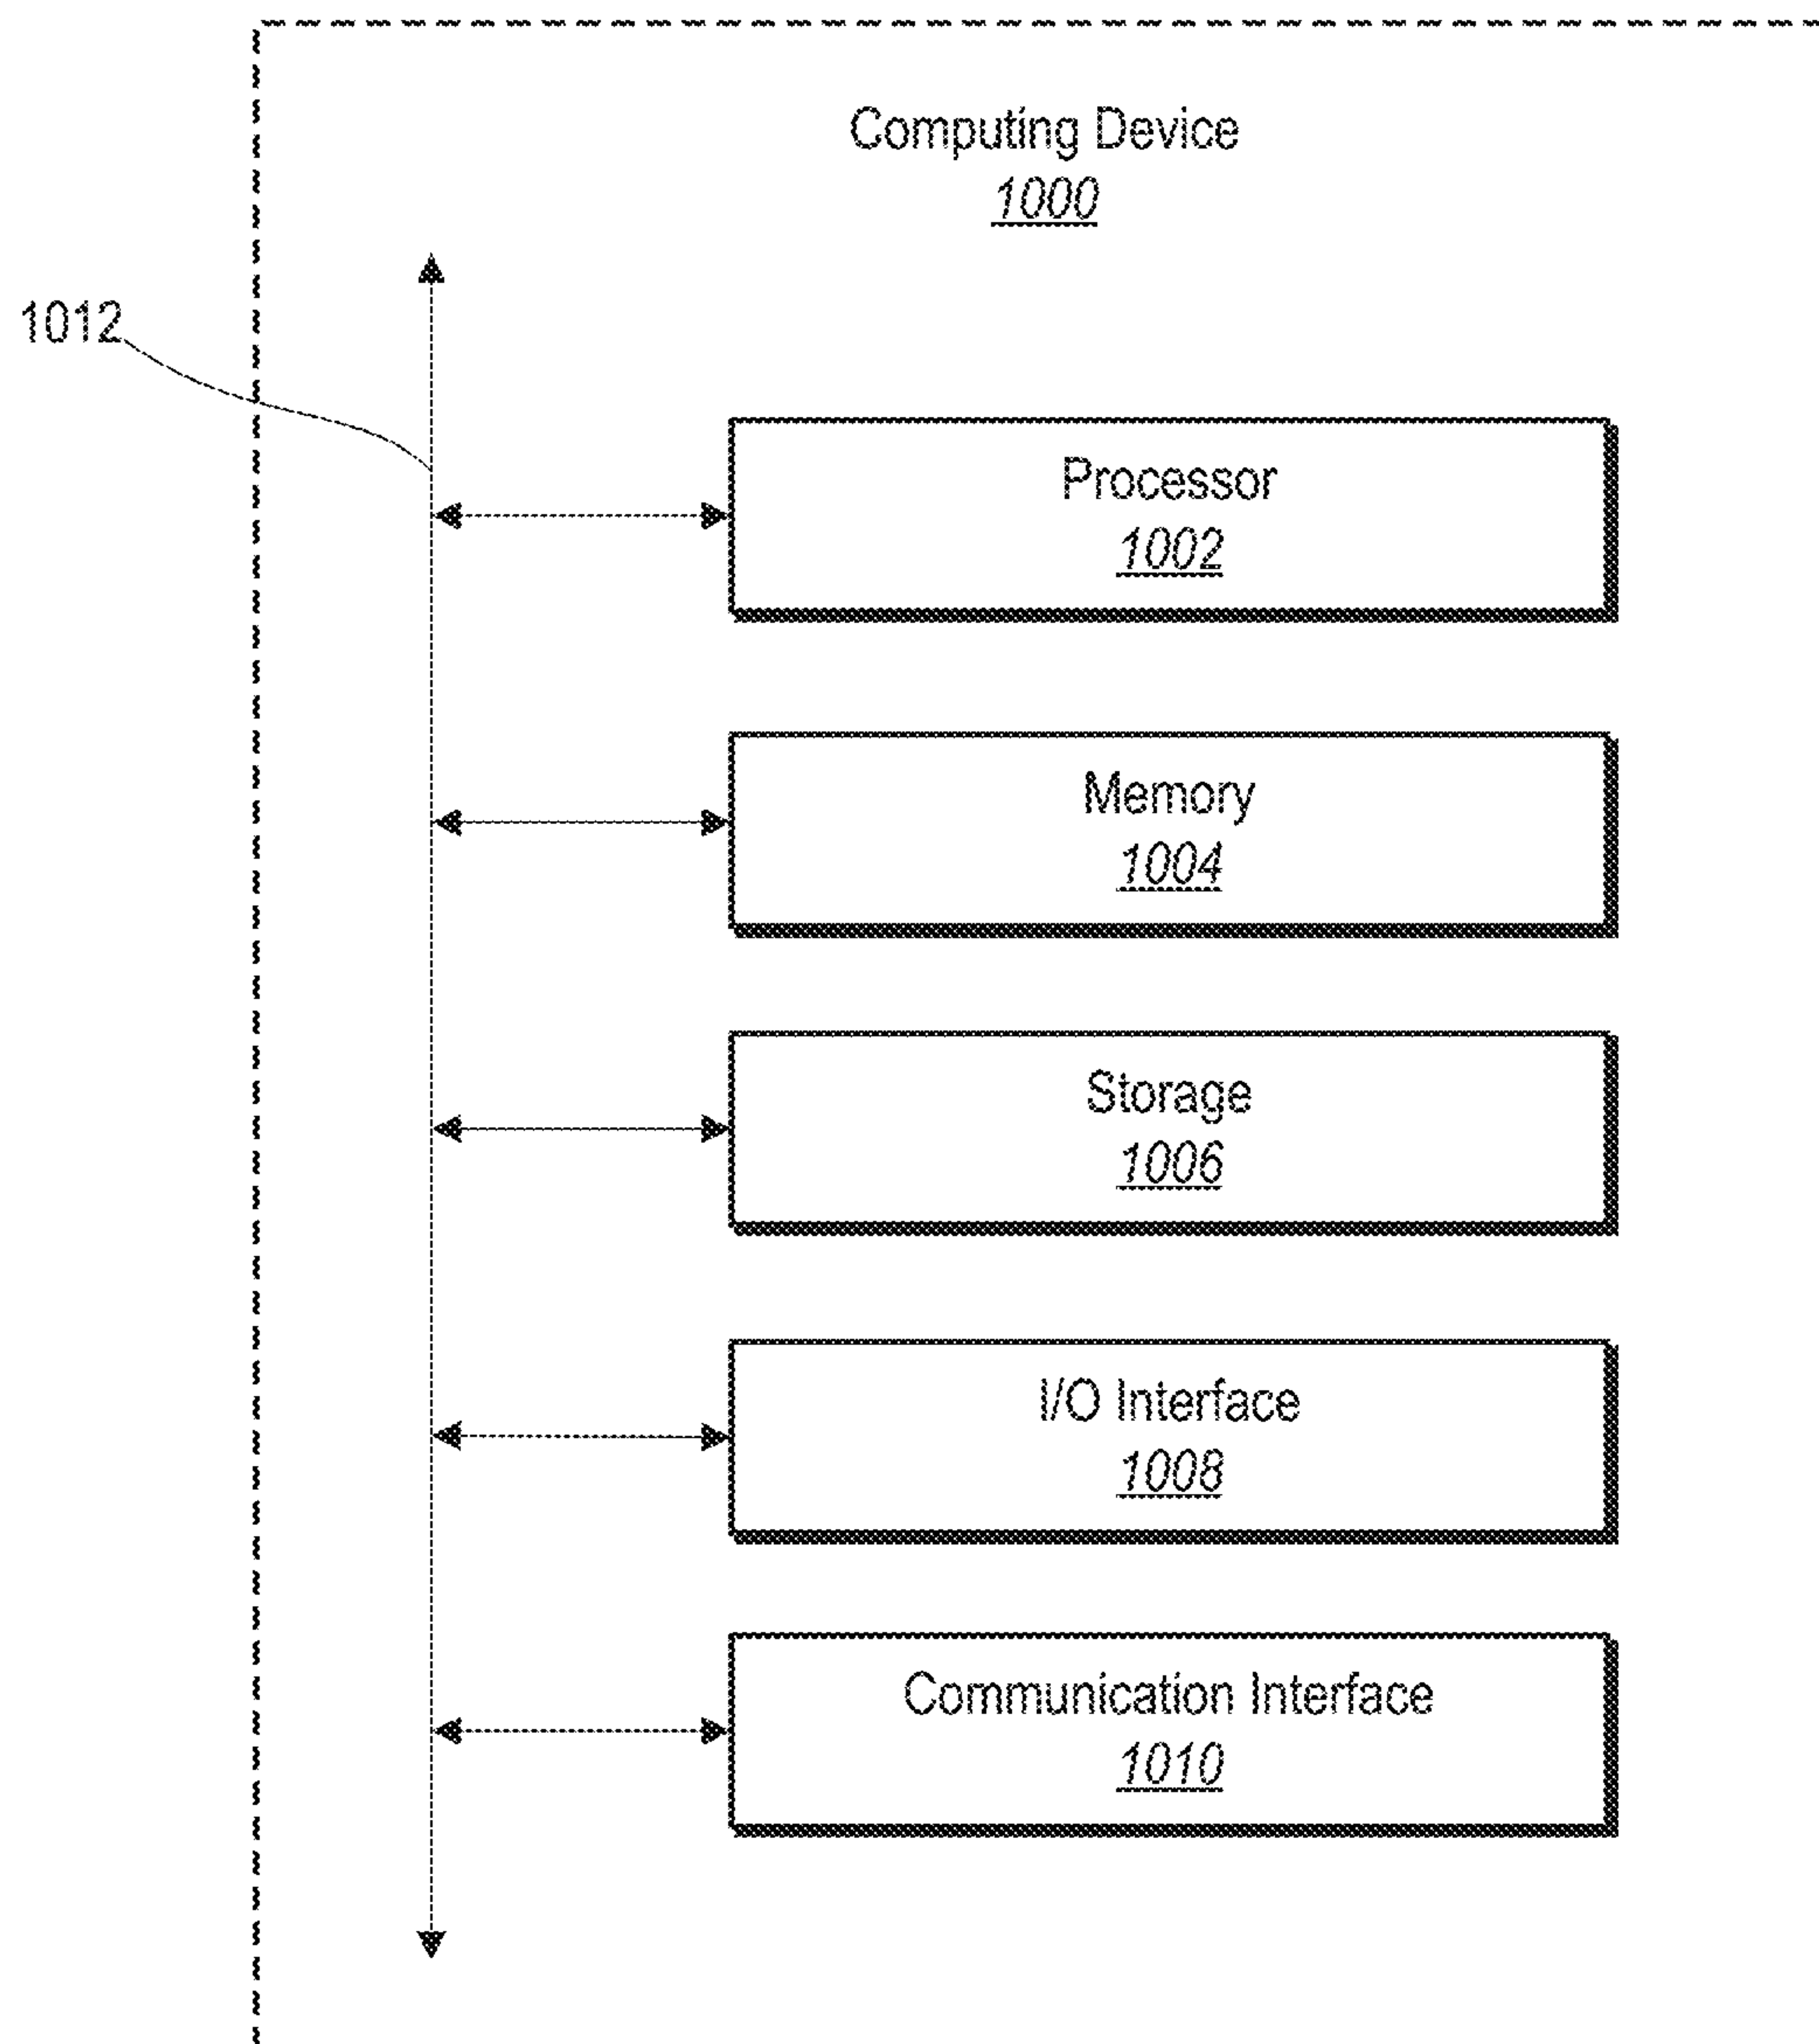 Computing Device
1000
1012
Processor
1002
Memory
1004
Storage
1006
I/O Interface
1008
Communication Interface
1010